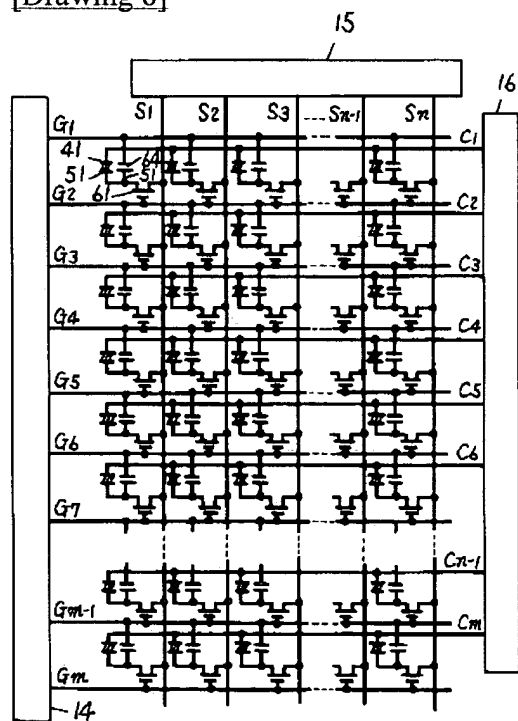 [Drawing 6]
15
16
S1 S2 S3 ... Sn-1 Sn
G1 C1
41
64
51 51
61
G2 C2
G3 C3
G4 C4
G5 C5
G6 C6
G7
Cn-1
Gm-1 Cm
Gm
14